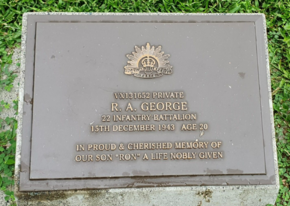 VX131652 PRIVATE
R. A. GEORGE
22 INFANTRY BATTALION
15TH DECEMBER 1943 AGE 20
IN PROUD & CHERISHED MEMORY OF
OUR SON "RON" A LIFE NOBLY GIVEN